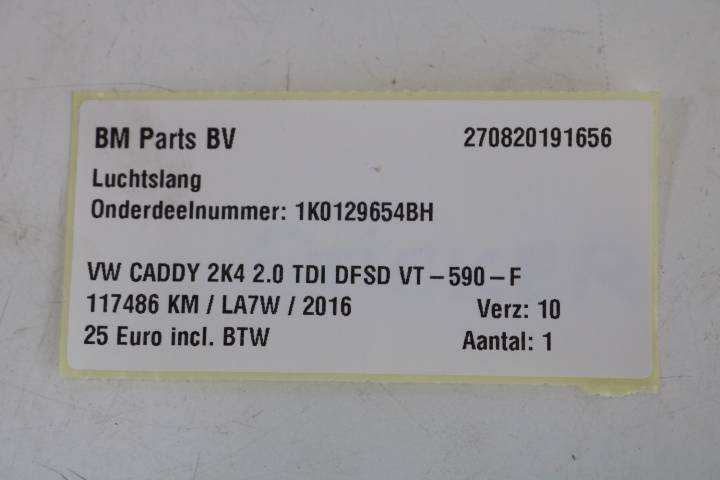 BM Parts BV 270820191656
Luchtslang
Onderdeelnummer: 1K0129654BH
VW CADDY 2K4 2.0 TDI DFSD VT-590-F
117486 KM / LA7W / 2016 Verz: 10
25 Euro incl. BTW Aantal: 1